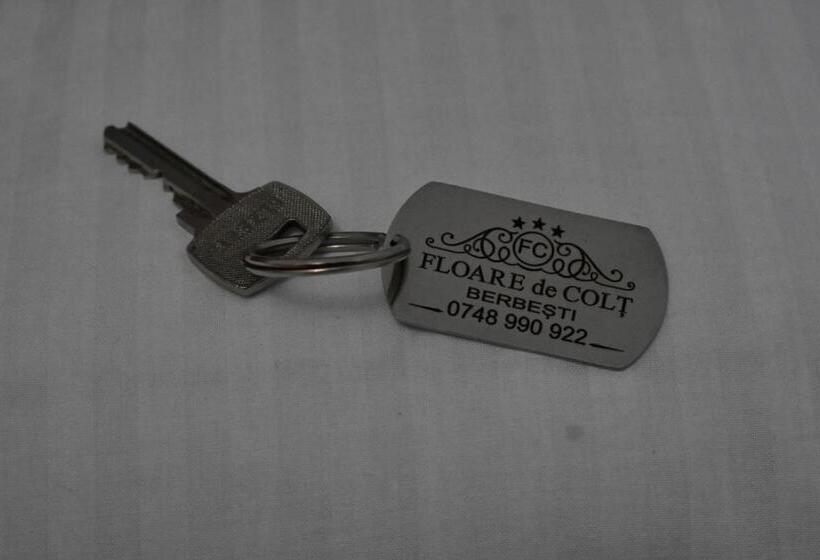 FC
FLOARE de COLȚ
BERBEȘTI
0748 990 922